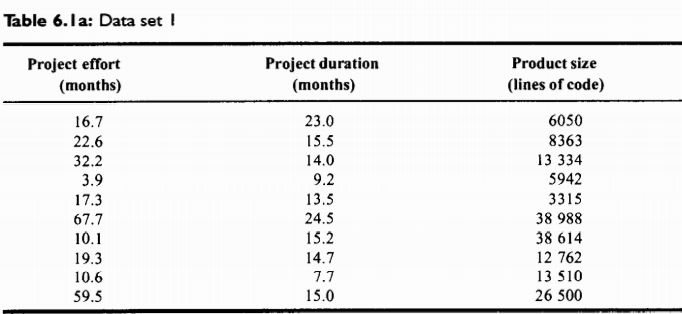 Table 6.1a: Data set 1
Project effort Project duration Product size
(months) (months) (lines of code)
16.7 23.0 6050
22.6 15.5 8363
32.2 14.0 13 334
3.9 9.2 5942
17.3 13.5 3315
67.7 24.5 38 988
10.1 15.2 38 614
19.3 14.7 12 762
10.6 7.7 13 510
59.5 15.0 26 500